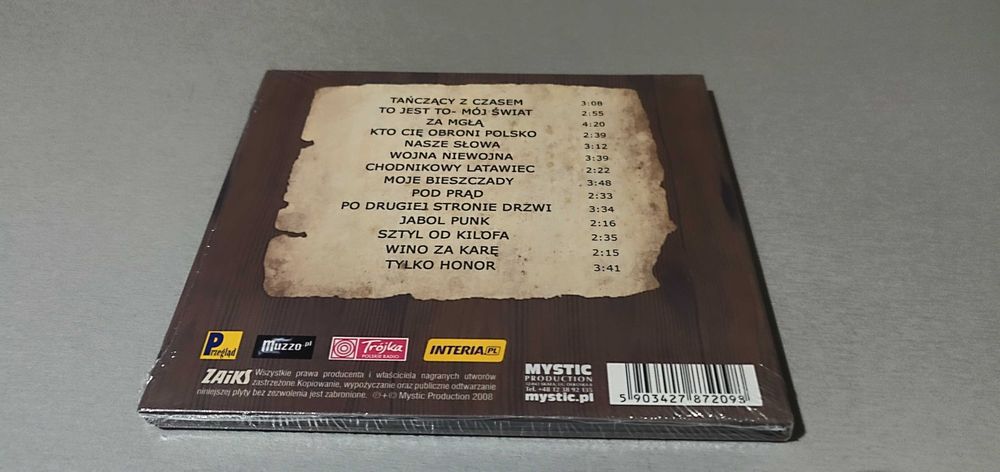 TAŃCZĄCY Z CZASEM 3:08
TO JEST TO- MÓJ ŚWIAT 2:55
ZA MGŁĄ 4:20
KTO CIĘ OBRONI POLSKO 2:39
NASZE SŁOWA 3:12
WOJNA NIEWOJNA 3:39
CHODNIKOWY LATAWIEC 2:22
MOJE BIESZCZADY 3:48
POD PRĄD 2:33
PO DRUGIEJ STRONIE DRZWI 3:34
JABOL PUNK 2:16
SZTYL OD KILOFA 2:35
WINO ZA KARĘ 2:15
TYLKO HONOR 3:41
Przegląd
muzzo.pl
Trójka
POLSKIE RADIO
INTERIA.PL
ZAiKS
Wszystkie prawa producenta i właściciela nagranych utworów
zastrzeżone.Kopiowanie, wypożyczanie oraz publiczne odtwarzanie
niniejszej płyty bez zezwolenia jest zabronione. ℗+© Mystic Production 2008
MYSTIC
PRODUCTION
mystic.pl
5 903427 872098